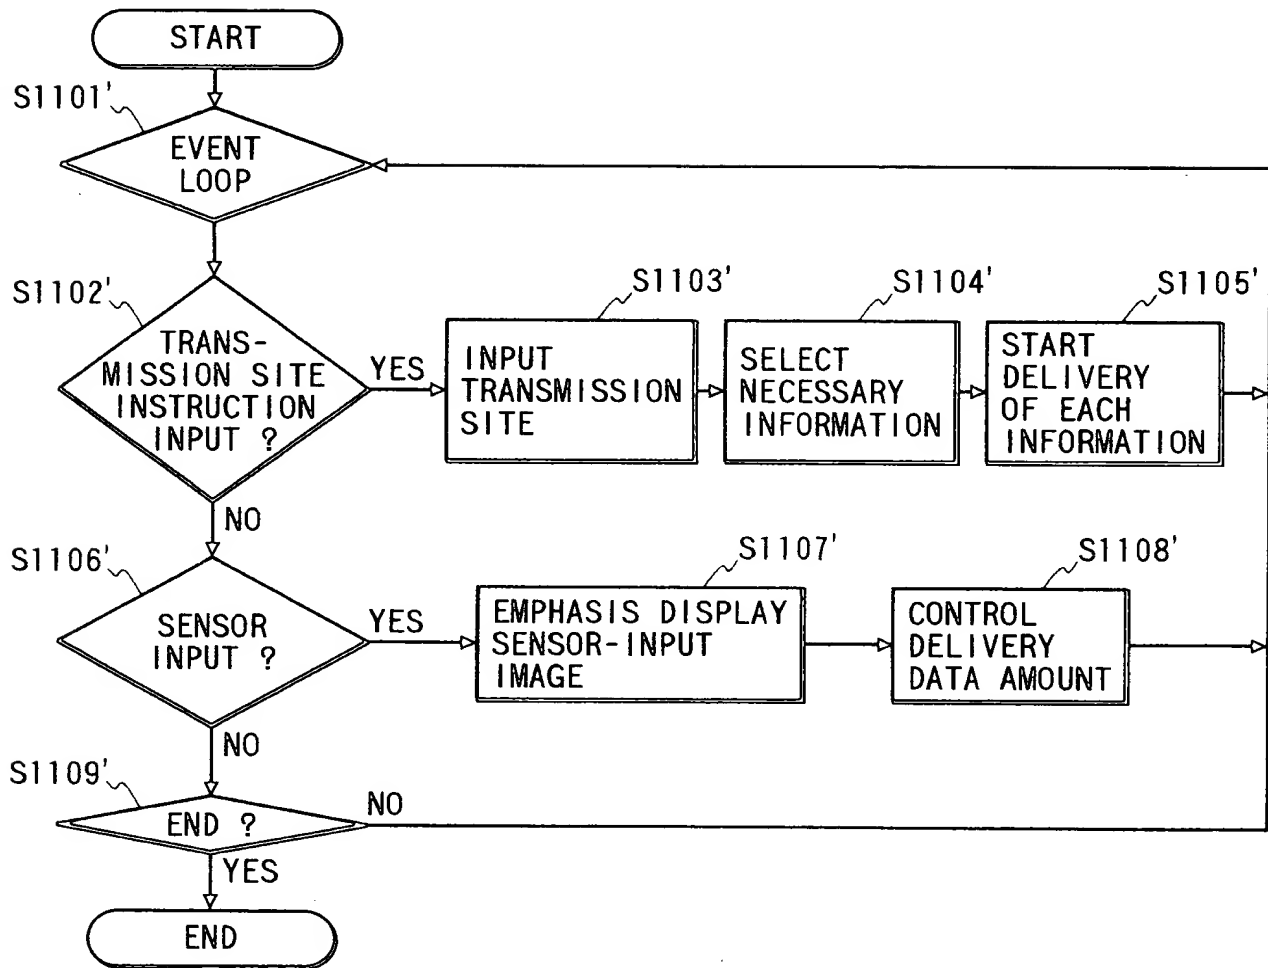 START
S1101'
EVENT
LOOP
S1102'
TRANS-
MISSION SITE
INSTRUCTION
INPUT ?
YES
S1103'
INPUT
TRANSMISSION
SITE
S1104'
SELECT
NECESSARY
INFORMATION
S1105'
START
DELIVERY
OF EACH
INFORMATION
NO
S1106'
SENSOR
INPUT ?
YES
S1107'
EMPHASIS DISPLAY
SENSOR-INPUT
IMAGE
S1108'
CONTROL
DELIVERY
DATA AMOUNT
NO
S1109'
END ?
NO
YES
END